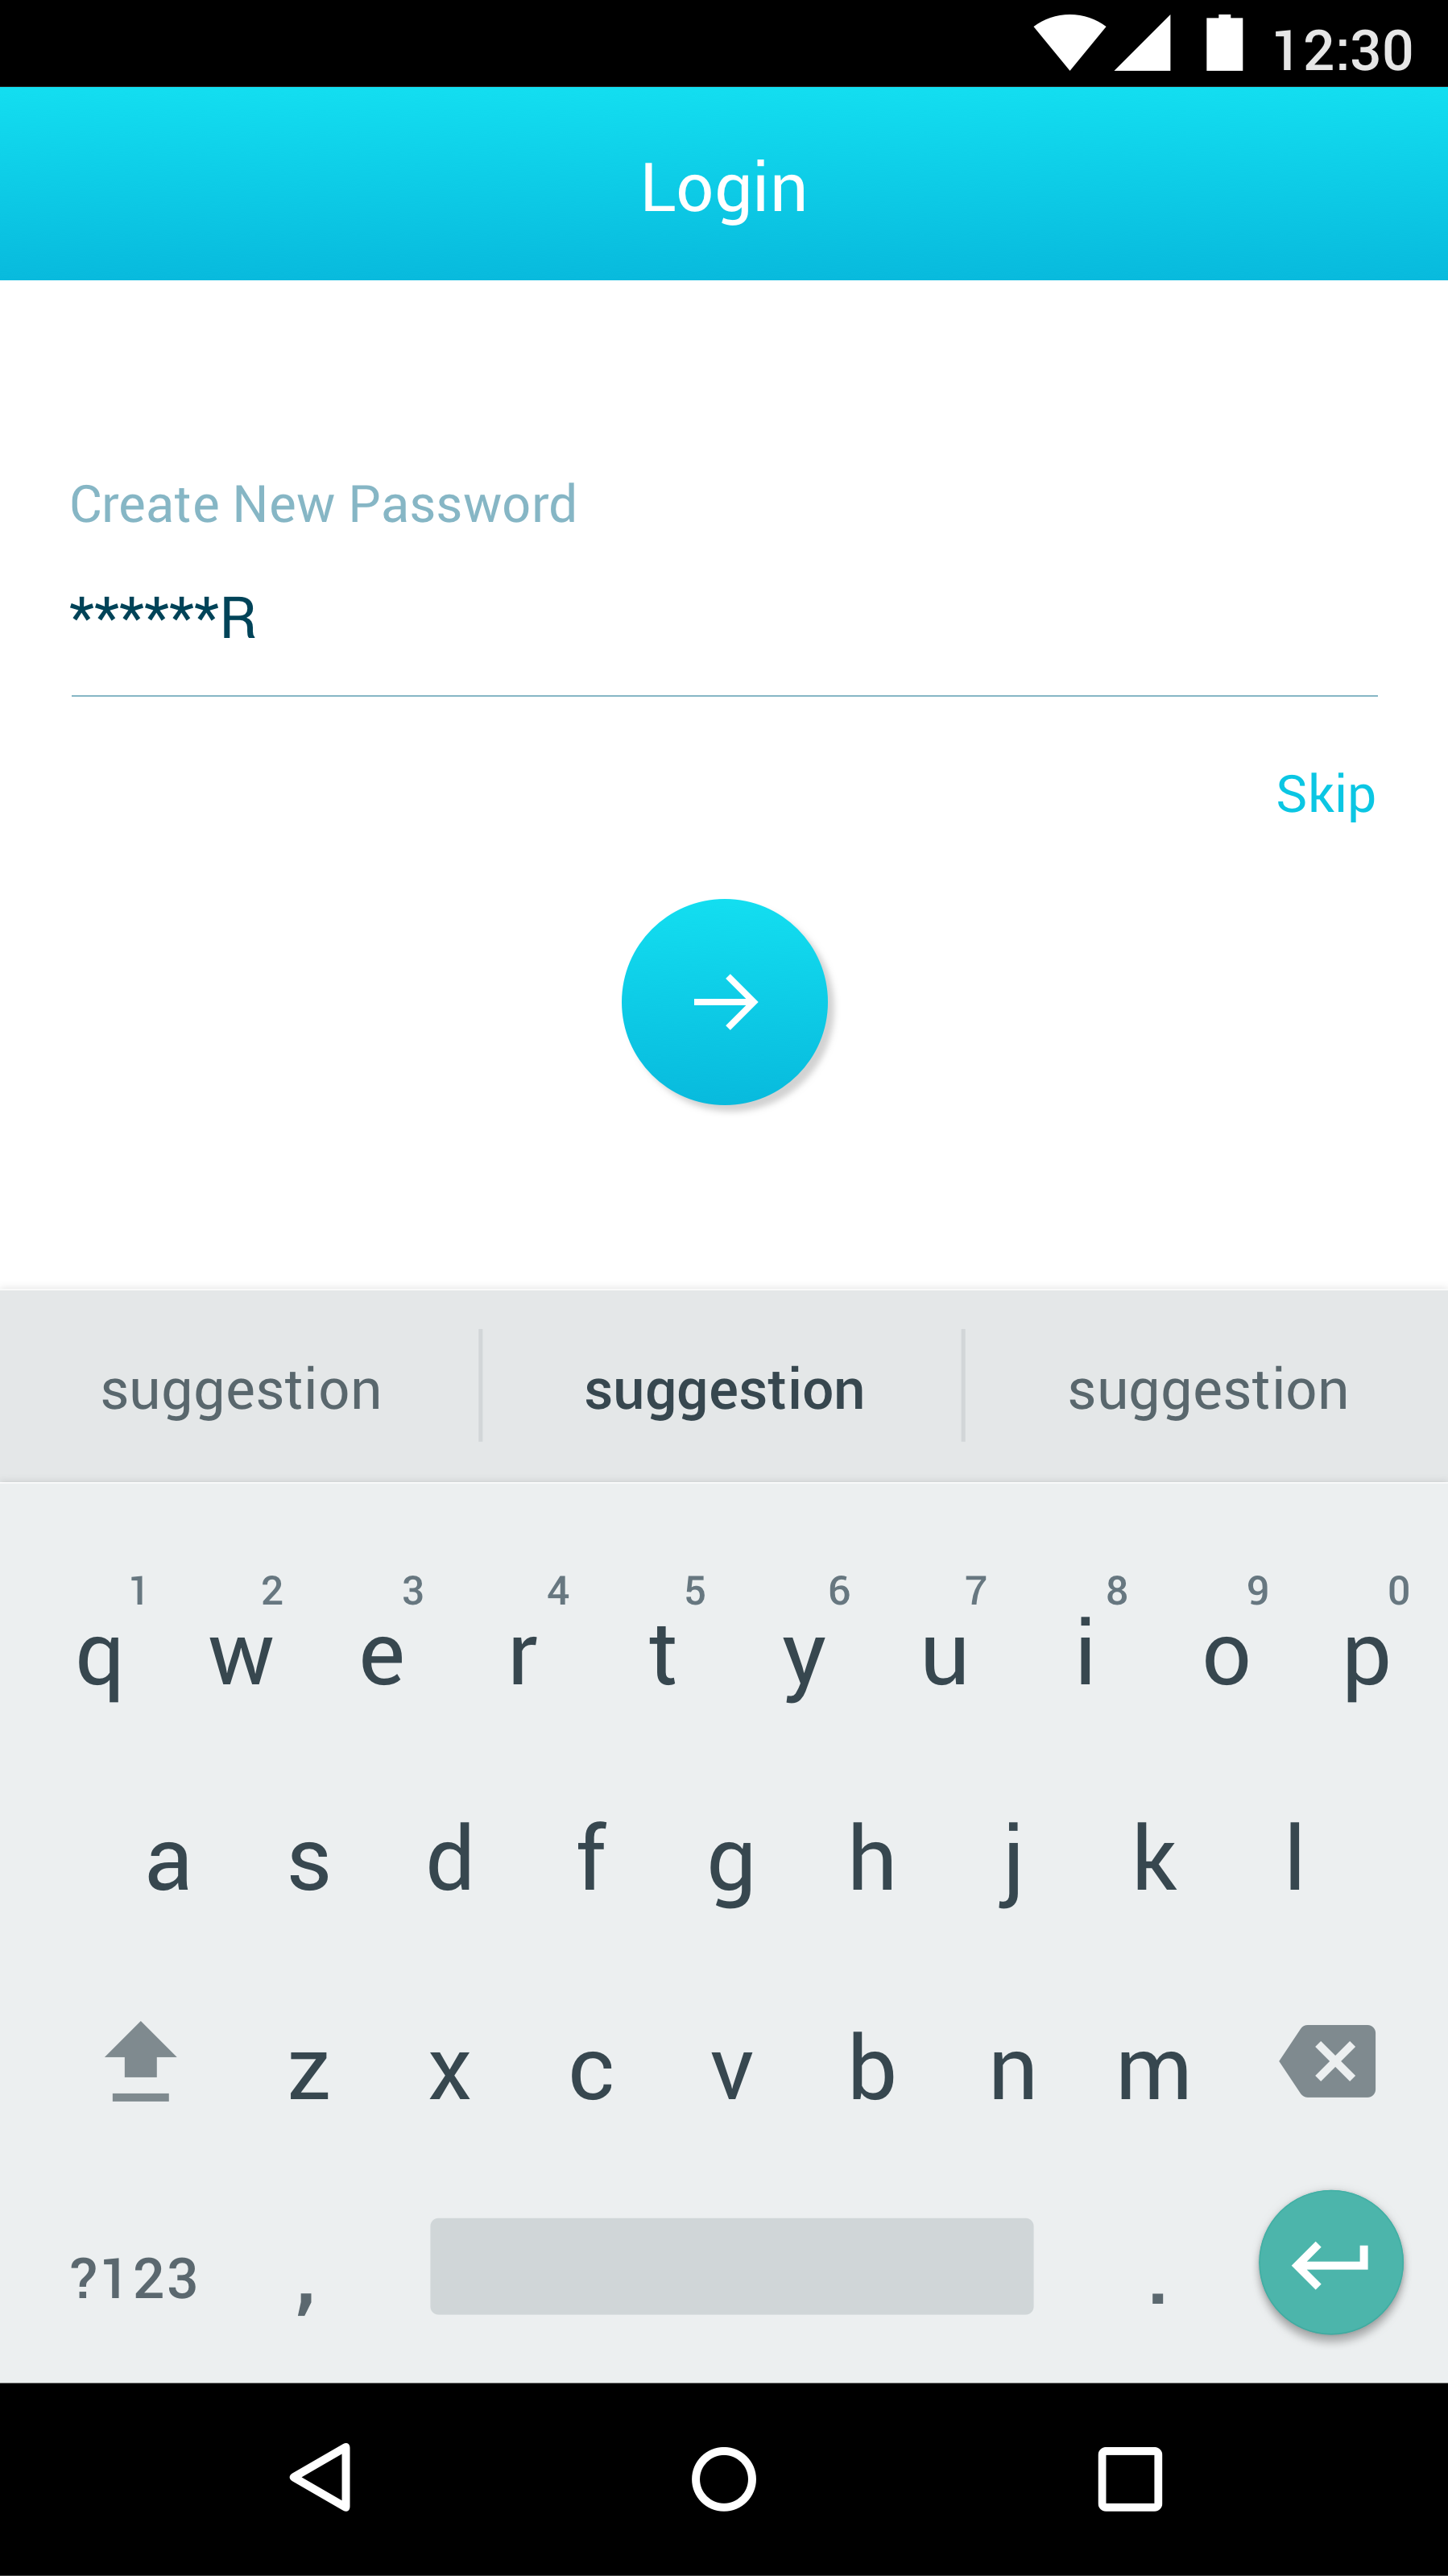 12:30
Login
Create New Password
******R
Skip
suggestion suggestion suggestion
1 2 3 4 5 6 7 8 9 0
q w e r t y u i o p
a s d f g h j k l
z x c v b n m
?123 , .